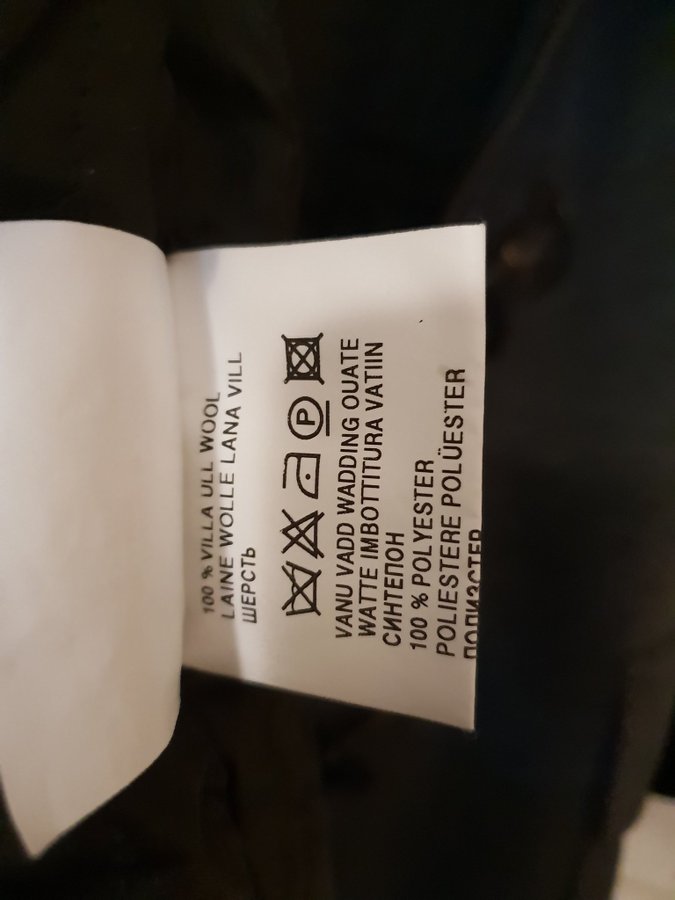 100 % VILLA ULL WOOL
LAINE WOLLE LANA VILL
ШЕРСТЬ
P
VANU VADD WADDING OUATE
WATTE IMBOTTITURA VATIIN
СИНТЕПОН
100 % POLYESTER
POLIESTERE POLÜESTER
ПОЛИЭСТЕР